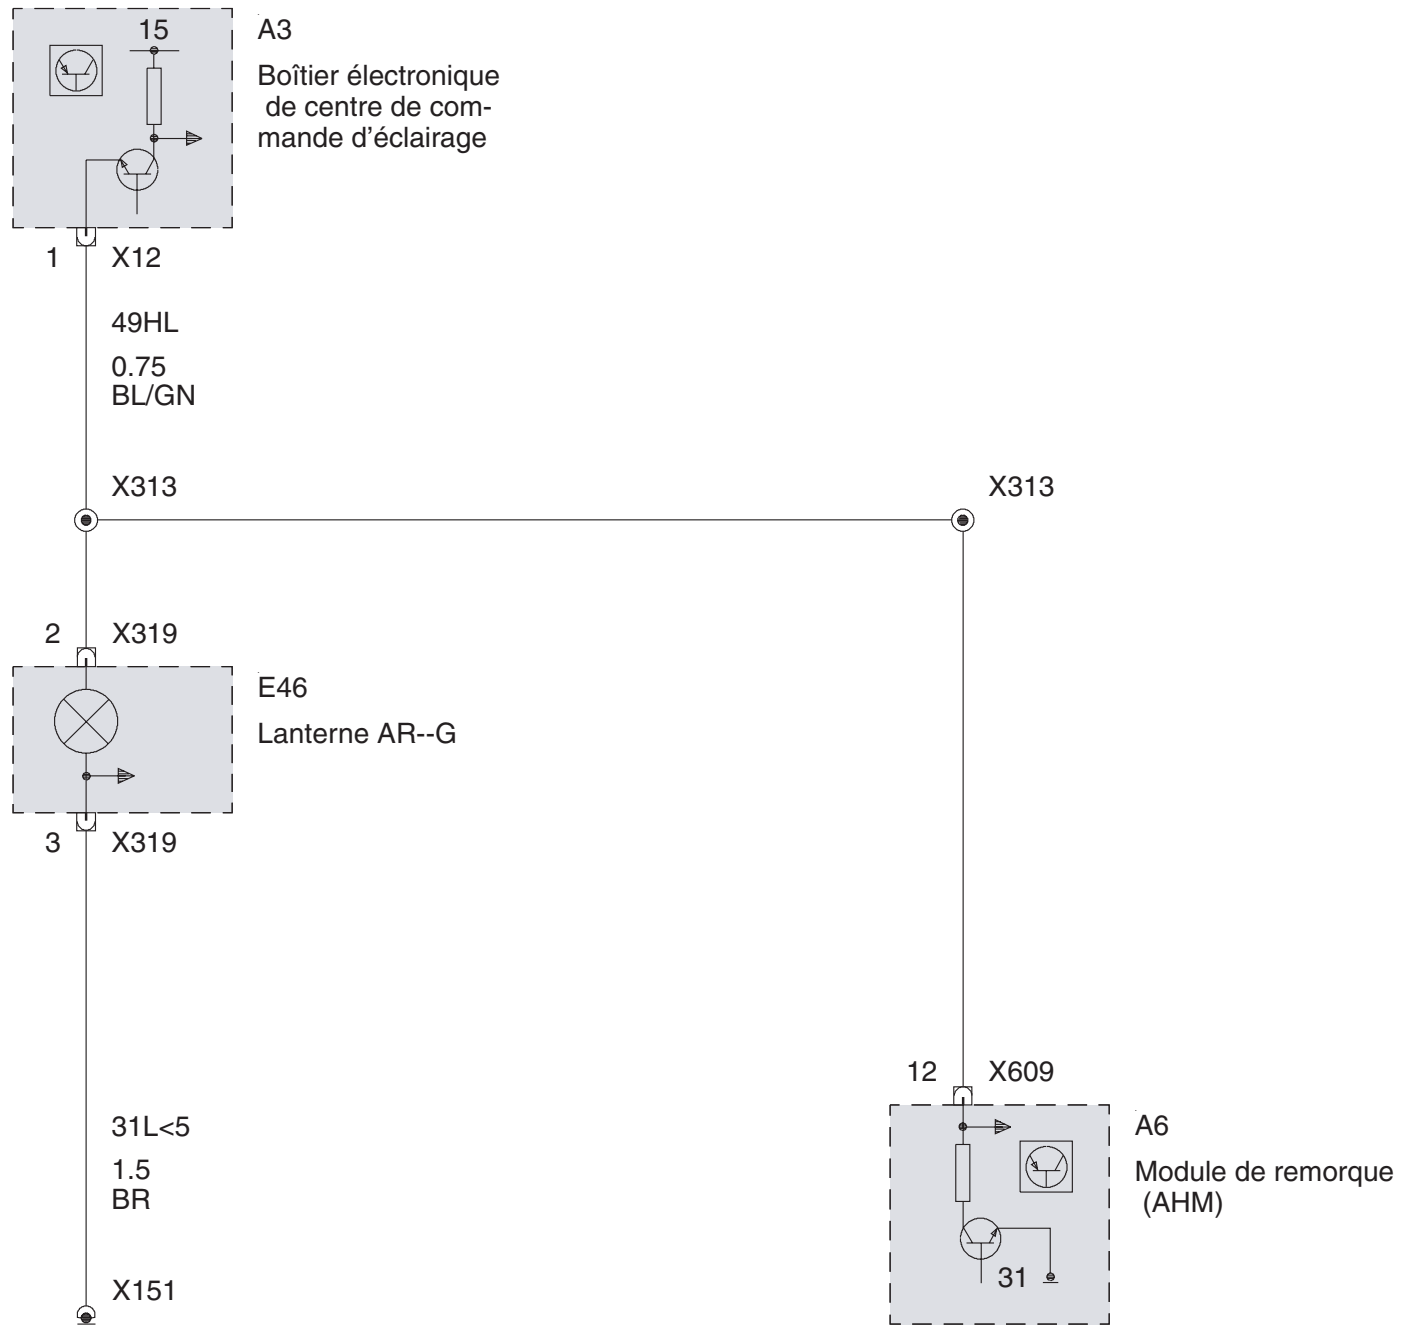 15
A3
Boîtier électronique
de centre de com-
mande d'éclairage
1 X12
49HL
0.75
BL/GN
X313
X313
2 X319
E46
Lanterne AR--G
3 X319
12 X609
31L<5
1.5
BR
A6
Module de remorque
(AHM)
31
X151